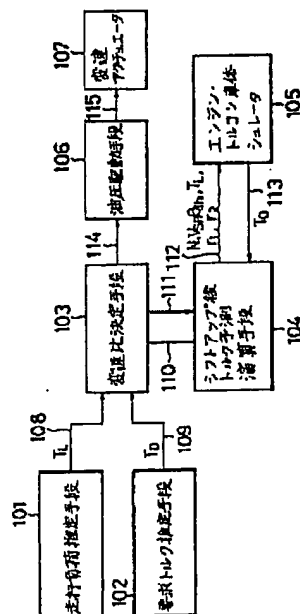 101
走行負荷推定手段
TL
108
102
要求トルク推定手段
TD
109
103
変速比決定手段
114
106
油圧駆動手段
115
107
変速
アクチュエータ
110
111
104
シフトアップ後
トルク予測
演算手段
112
113
TO
105
エンジン・
トルコン車体
シュミレータ